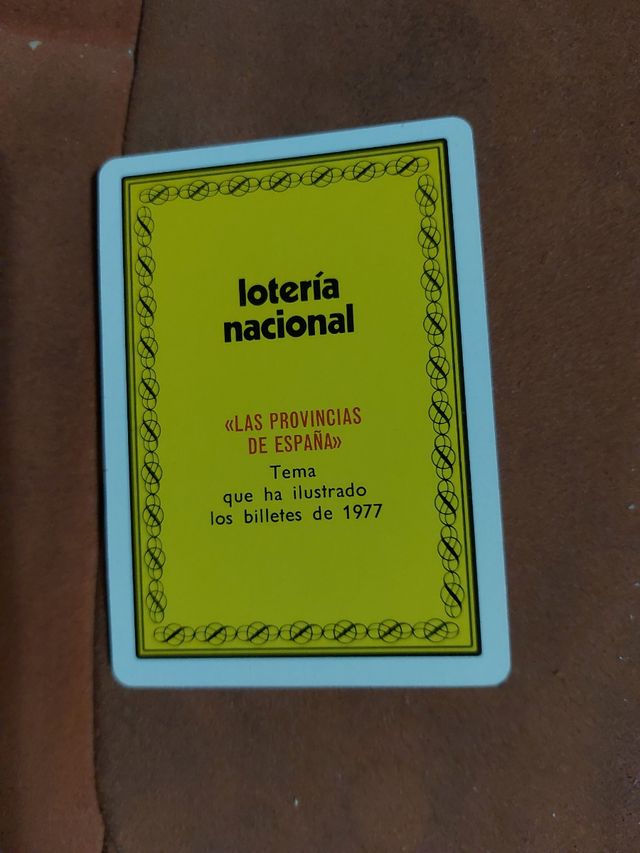 lotería
nacional
«LAS PROVINCIAS
DE ESPAÑA»
Tema
que ha ilustrado
los billetes de 1977